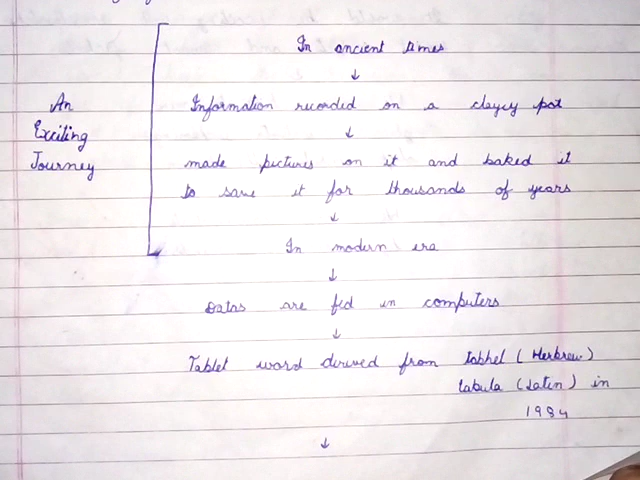 In ancient times
↓
An
Exciting
Journey
Information recorded on a clayey pot
↓
made pictures on it and baked it
to save it for thousands of years
↓
In modern era
↓
Datas are fed in computers
↓
Tablet word derived from tabhel (Herbrew)
tabula (Latin) in
1984
↓